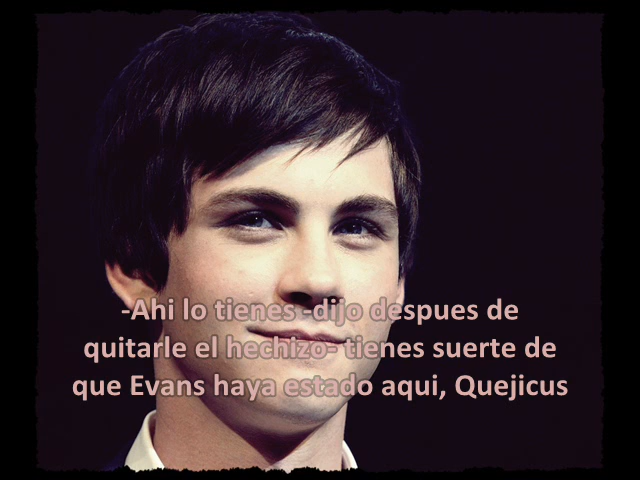 -Ahi lo tienes -dijo despues de
quitarle el hechizo- tienes suerte de
que Evans haya estado aqui, Quejicus